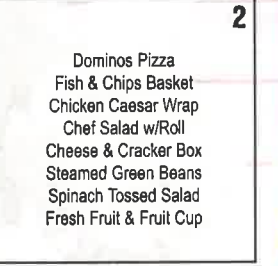 2
Dominos Pizza
Fish & Chips Basket
Chicken Caesar Wrap
Chef Salad w/Roll
Cheese & Cracker Box
Steamed Green Beans
Spinach Tossed Salad
Fresh Fruit & Fruit Cup